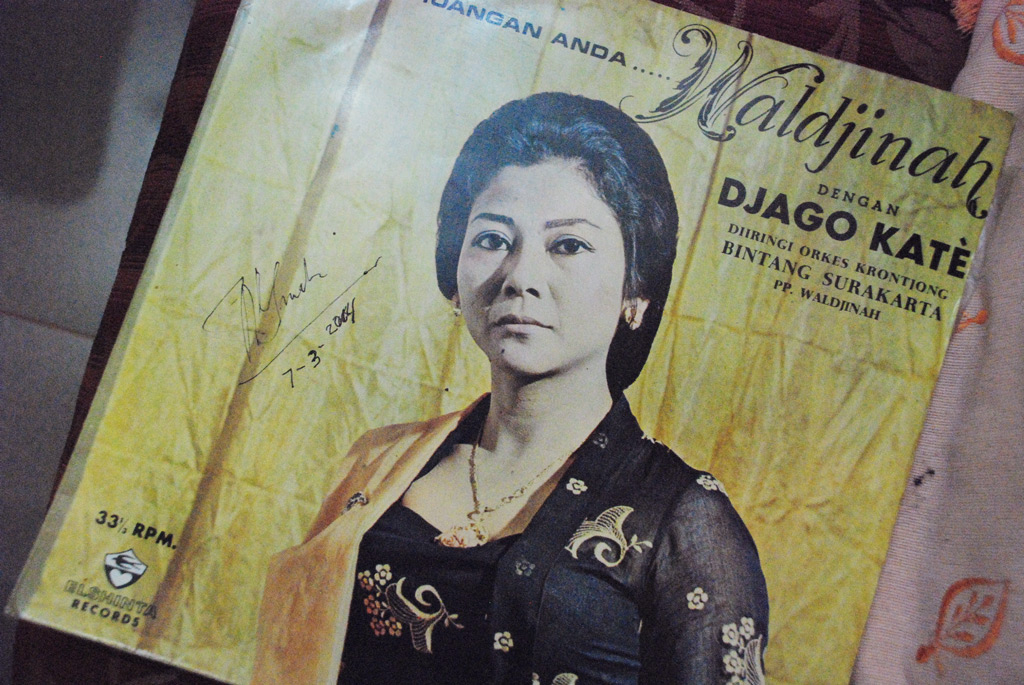 ANDA.....
Waldjinah
DENGAN
DJAGO KATÈ
DIIRINGI ORKES KRONTJONG
BINTANG SURAKARTA
PP. WALDJINAH
7-3-2004
33⅓ RPM.
ELSHINTA
RECORDS